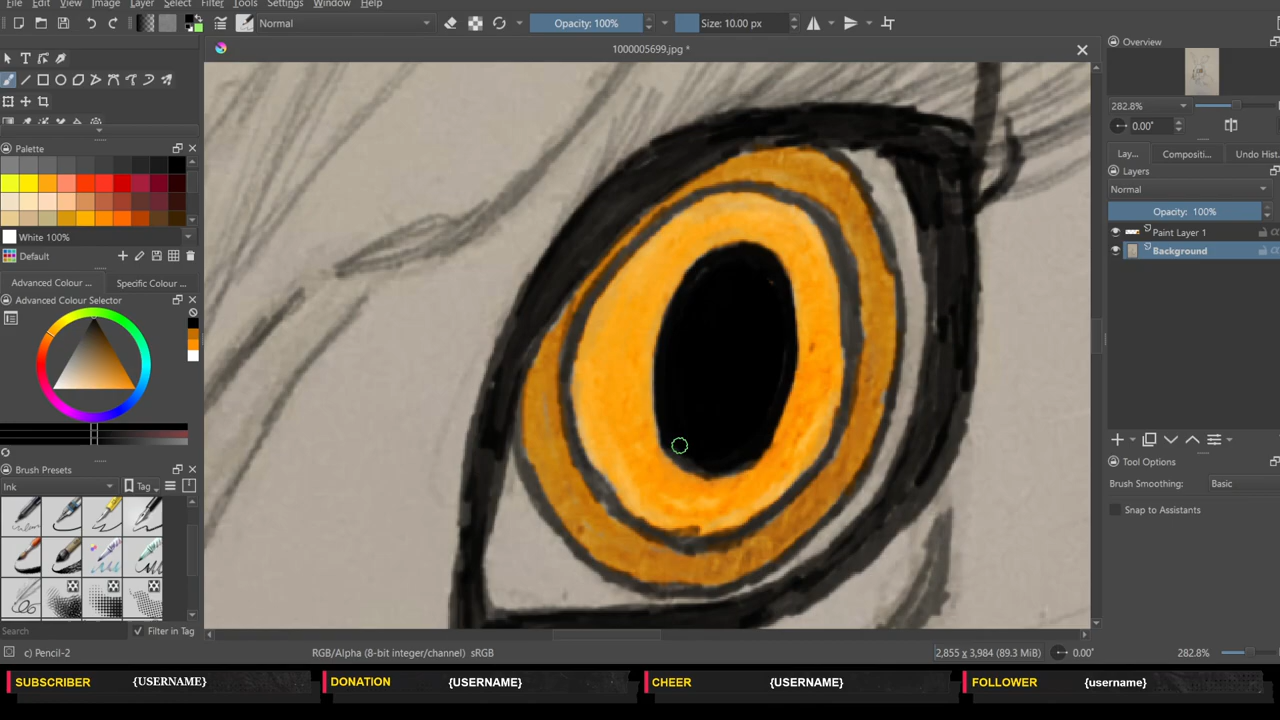 File Edit View Image Layer Select Filter Tools Settings Window Help
Normal Opacity: 100% Size: 10.00 px
1000005699.jpg *
Overview
282.8%
0.00°
Palette
White 100%
Default
Lay... Compositi... Undo Hist.
Layers
Normal
Opacity: 100%
Paint Layer 1
Background
Advanced Colour ... Specific Colour ...
Advanced Colour Selector
Tool Options
Brush Smoothing: Basic
Snap to Assistants
Brush Presets
Ink Tag
Search Filter in Tag
c) Pencil-2 RGB/Alpha (8-bit integer/channel) sRGB 2,855 x 3,984 (89.3 MiB) 0.00° 282.8%
SUBSCRIBER {USERNAME} DONATION {USERNAME} CHEER {USERNAME} FOLLOWER {username}